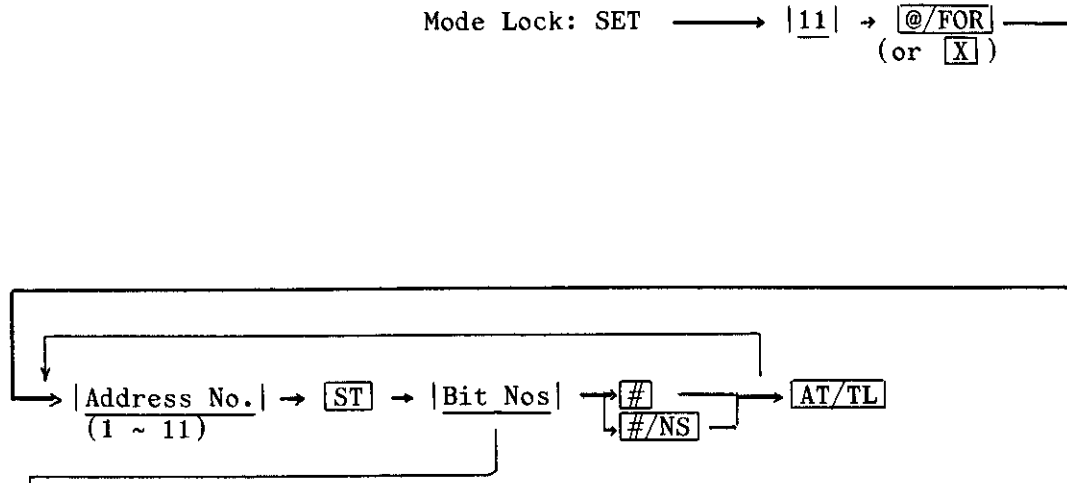 Mode Lock: SET → |11| → @/FOR
(or X)
|Address No.| → ST → |Bit Nos| → # → AT/TL
(1 ~ 11) #/NS